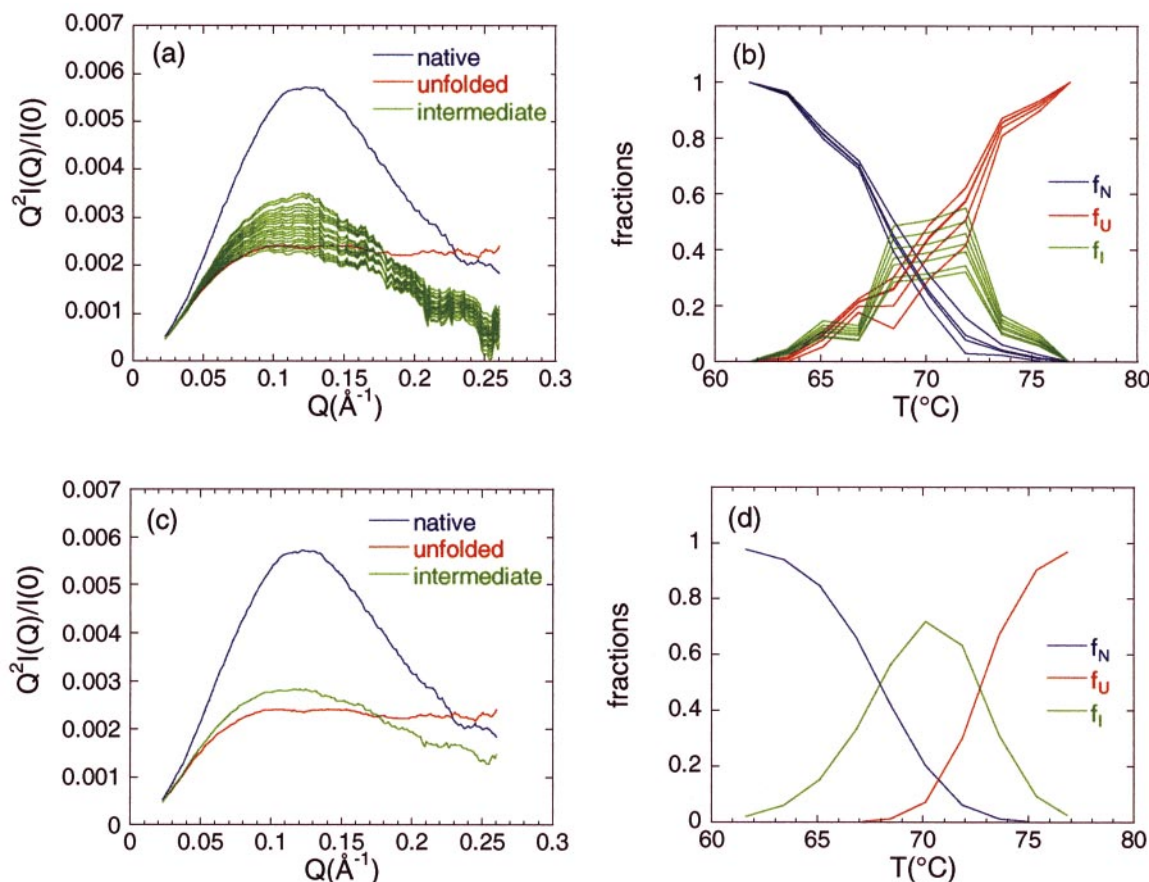 0.007
0.006
0.005
0.004
0.003
0.002
0.001
0
Q²I(Q)/I(0)
(a)
native
unfolded
intermediate
0 0.05 0.1 0.15 0.2 0.25 0.3
Q(Å⁻¹)
(b)
1
0.8
0.6
0.4
0.2
0
fractions
f_N
f_U
f_I
60 65 70 75 80
T(°C)
0.007
0.006
0.005
0.004
0.003
0.002
0.001
0
Q²I(Q)/I(0)
(c)
native
unfolded
intermediate
0 0.05 0.10 0.15 0.20 0.25 0.3
Q(Å⁻¹)
(d)
1
0.8
0.6
0.4
0.2
0
fractions
f_N
f_U
f_I
60 65 70 75 80
T(°C)